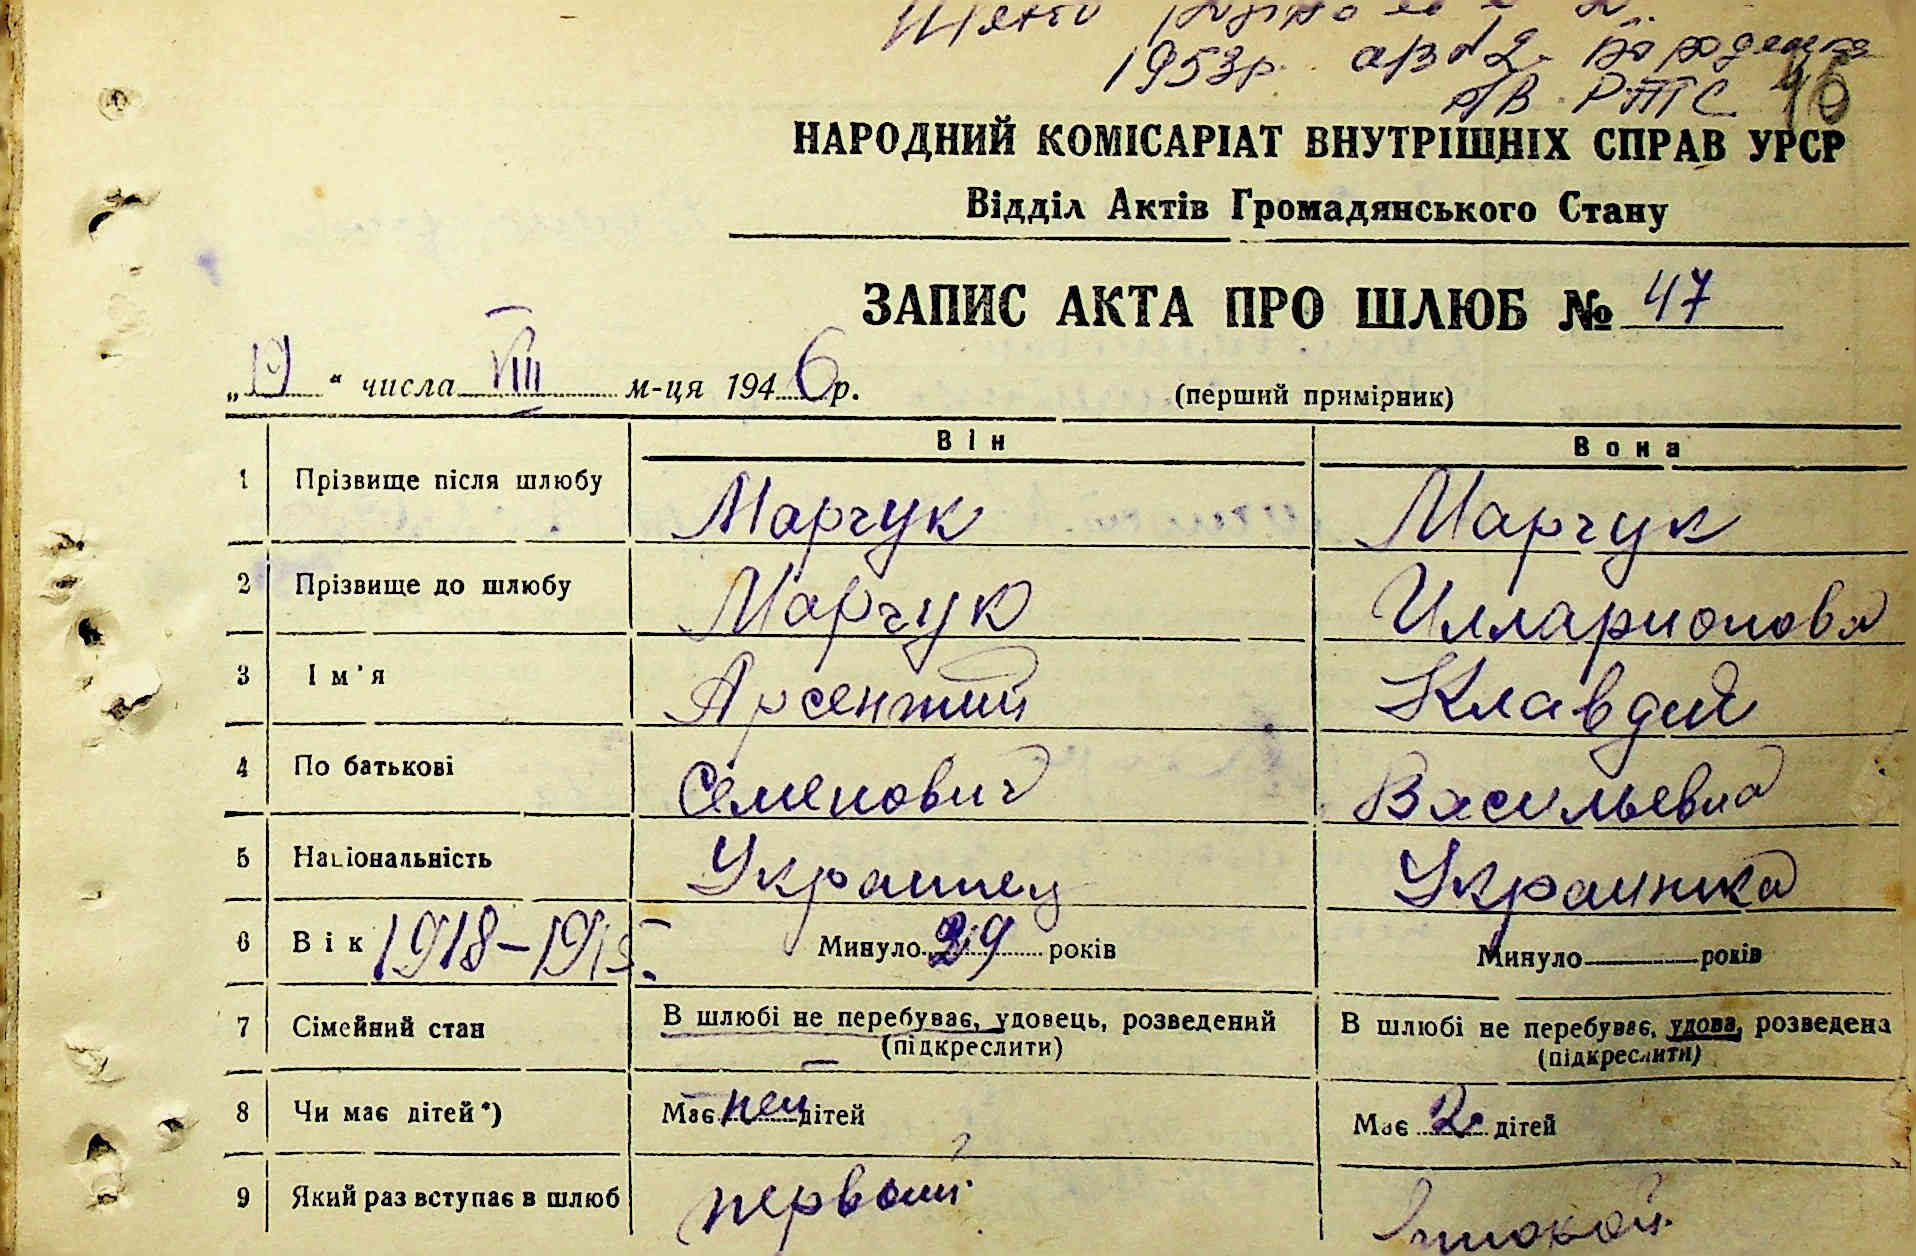 1953р.
РТС 46
НАРОДНИЙ КОМІСАРІАТ ВНУТРІШНІХ СПРАВ УРСР
Відділ Актів Громадянського Стану
ЗАПИС АКТА ПРО ШЛЮБ № 47
„19“ числа VIII м-ця 1946р. (перший примірник)
Він Вона
1 Прізвище після шлюбу Марчук Марчук
2 Прізвище до шлюбу Марчук Илларионова
3 Ім'я Арсентий Клавдия
4 По батькові Семенович Васильевна
5 Національність Украинец Украинка
6 Вік 1918-1915. Минуло 29 років Минуло років
7 Сімейний стан В шлюбі не перебуває, удовець, розведений В шлюбі не перебуває, удова, розведена
(підкреслити) (підкреслити)
8 Чи має дітей*) Має нет дітей Має 2 дітей
9 Який раз вступає в шлюб первый